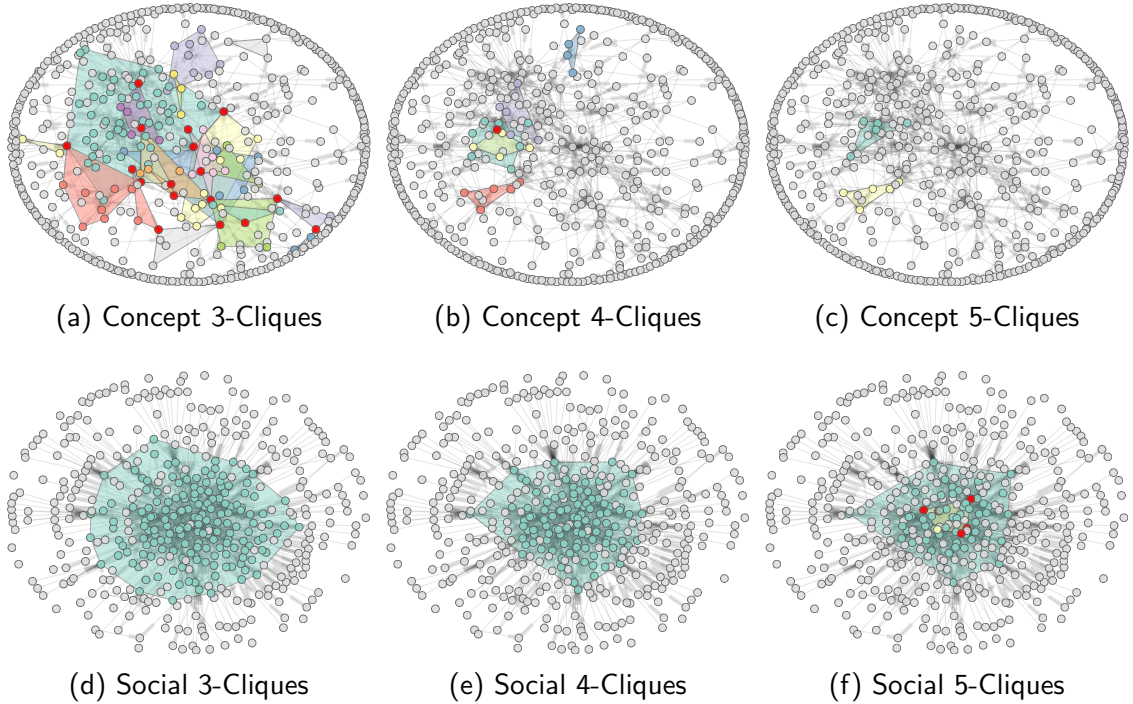 (a) Concept 3-Cliques
(b) Concept 4-Cliques
(c) Concept 5-Cliques
(d) Social 3-Cliques
(e) Social 4-Cliques
(f) Social 5-Cliques